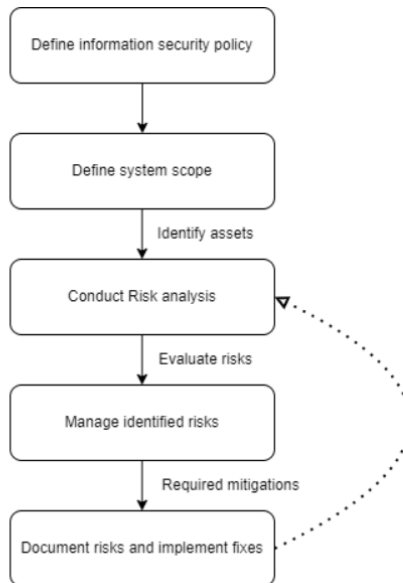 Define information security policy
Define system scope
Identify assets
Conduct Risk analysis
Evaluate risks
Manage identified risks
Required mitigations
Document risks and implement fixes